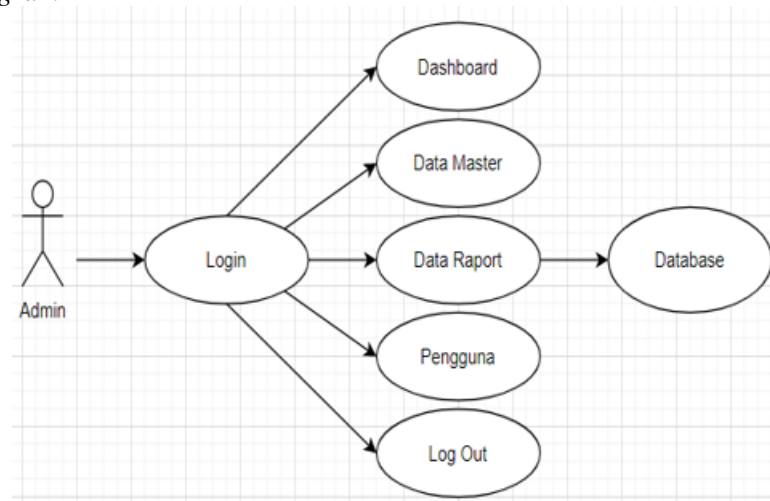 Dashboard
Data Master
Login
Data Raport
Database
Admin
Pengguna
Log Out